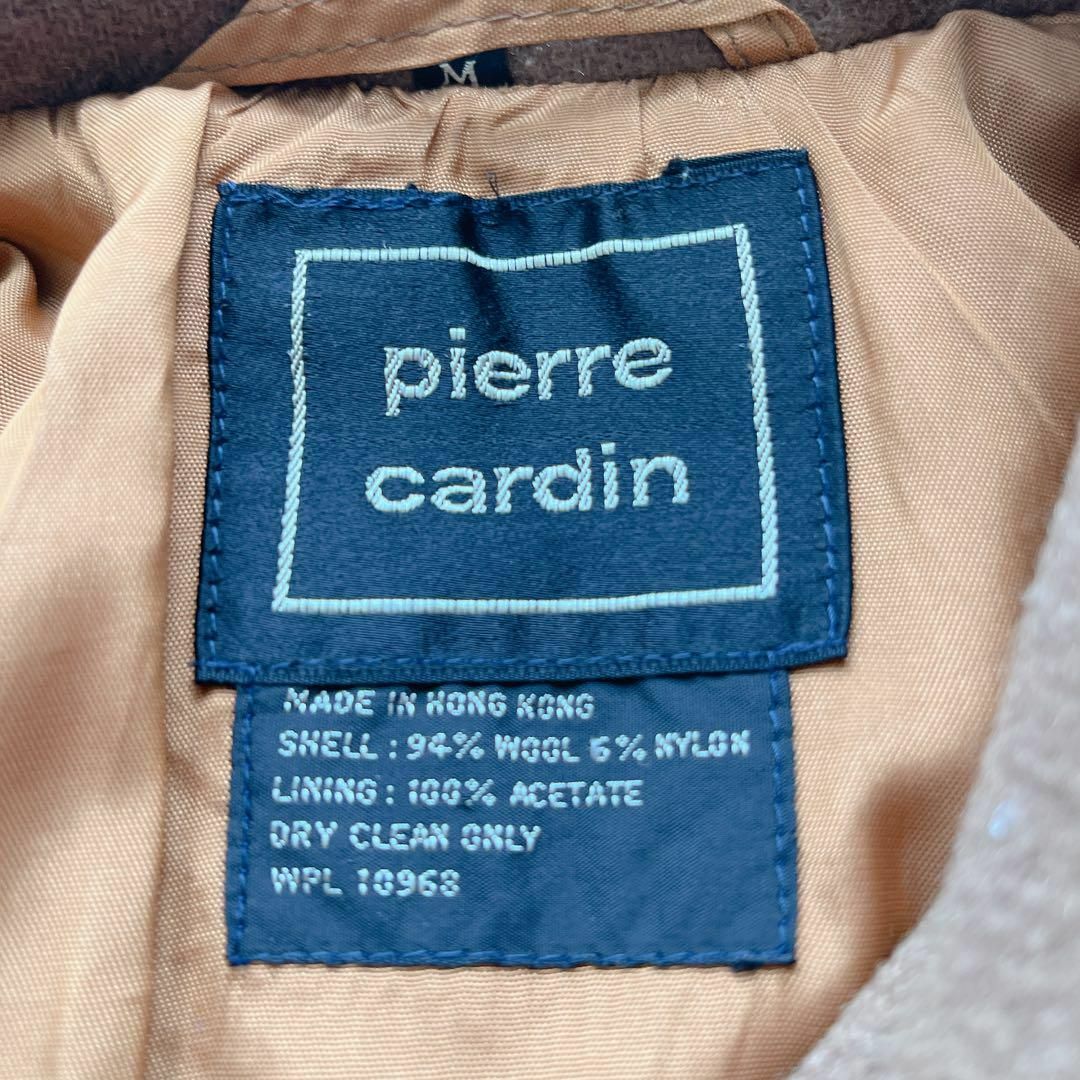 M
pierre
cardin
MADE IN HONG KONG
SHELL : 94% WOOL 6% NYLON
LINING : 100% ACETATE
DRY CLEAN ONLY
WPL 10968